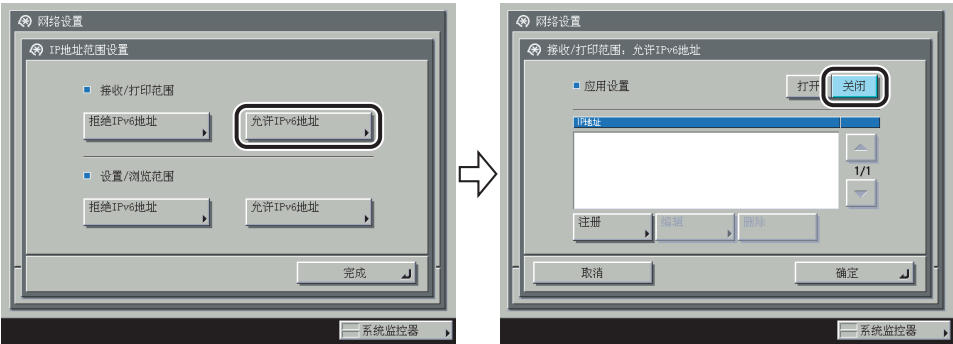 网络设置
IP地址范围设置
接收/打印范围
拒绝IPv6地址
允许IPv6地址
设置/浏览范围
拒绝IPv6地址
允许IPv6地址
完成
系统监控器
网络设置
接收/打印范围：允许IPv6地址
应用设置
打开
关闭
IP地址
1/1
注册
编辑
删除
取消
确定
系统监控器